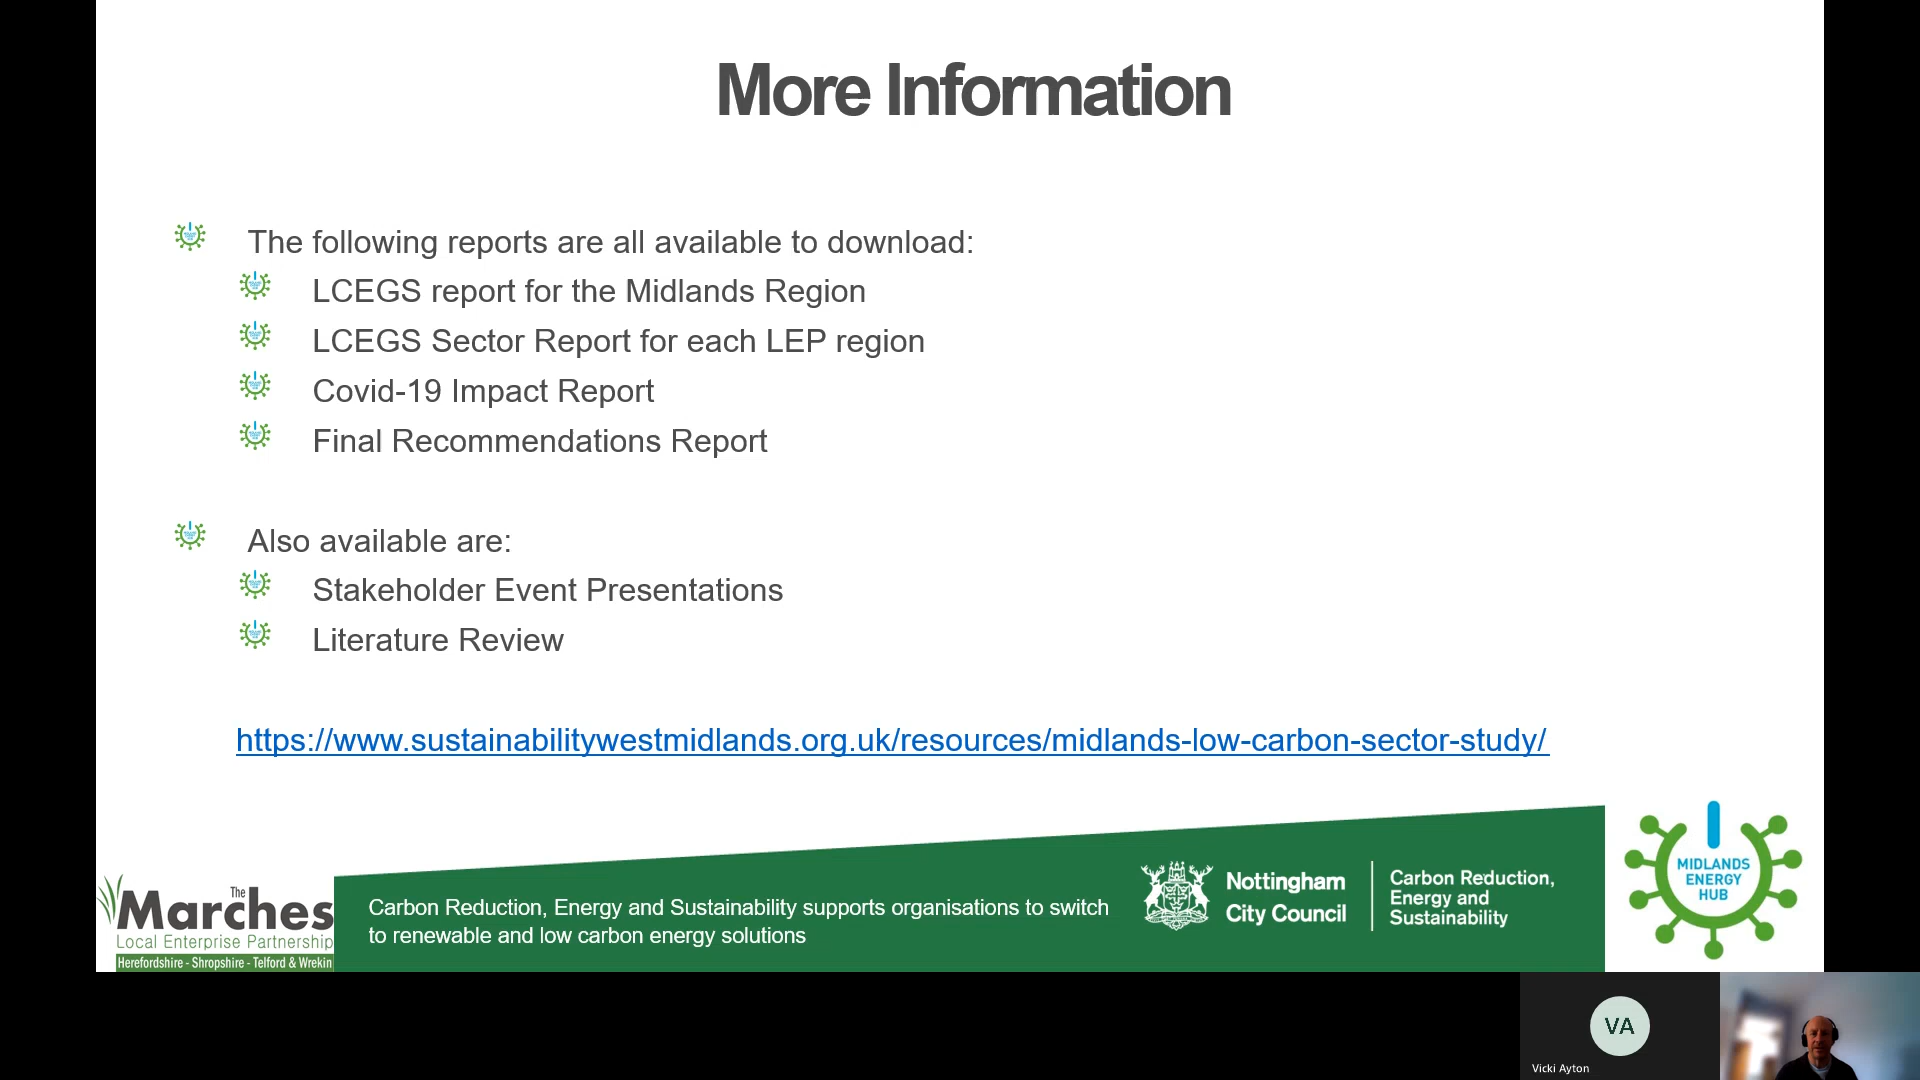 More Information
The following reports are all available to download:
LCEGS report for the Midlands Region
LCEGS Sector Report for each LEP region
Covid-19 Impact Report
Final Recommendations Report
Also available are:
Stakeholder Event Presentations
Literature Review
https://www.sustainabilitywestmidlands.org.uk/resources/midlands-low-carbon-sector-study/
The
Marches
Local Enterprise Partnership
Herefordshire - Shropshire - Telford & Wrekin
Carbon Reduction, Energy and Sustainability supports organisations to switch
to renewable and low carbon energy solutions
Nottingham
City Council
Carbon Reduction,
Energy and
Sustainability
MIDLANDS
ENERGY
HUB
VA
Vicki Ayton